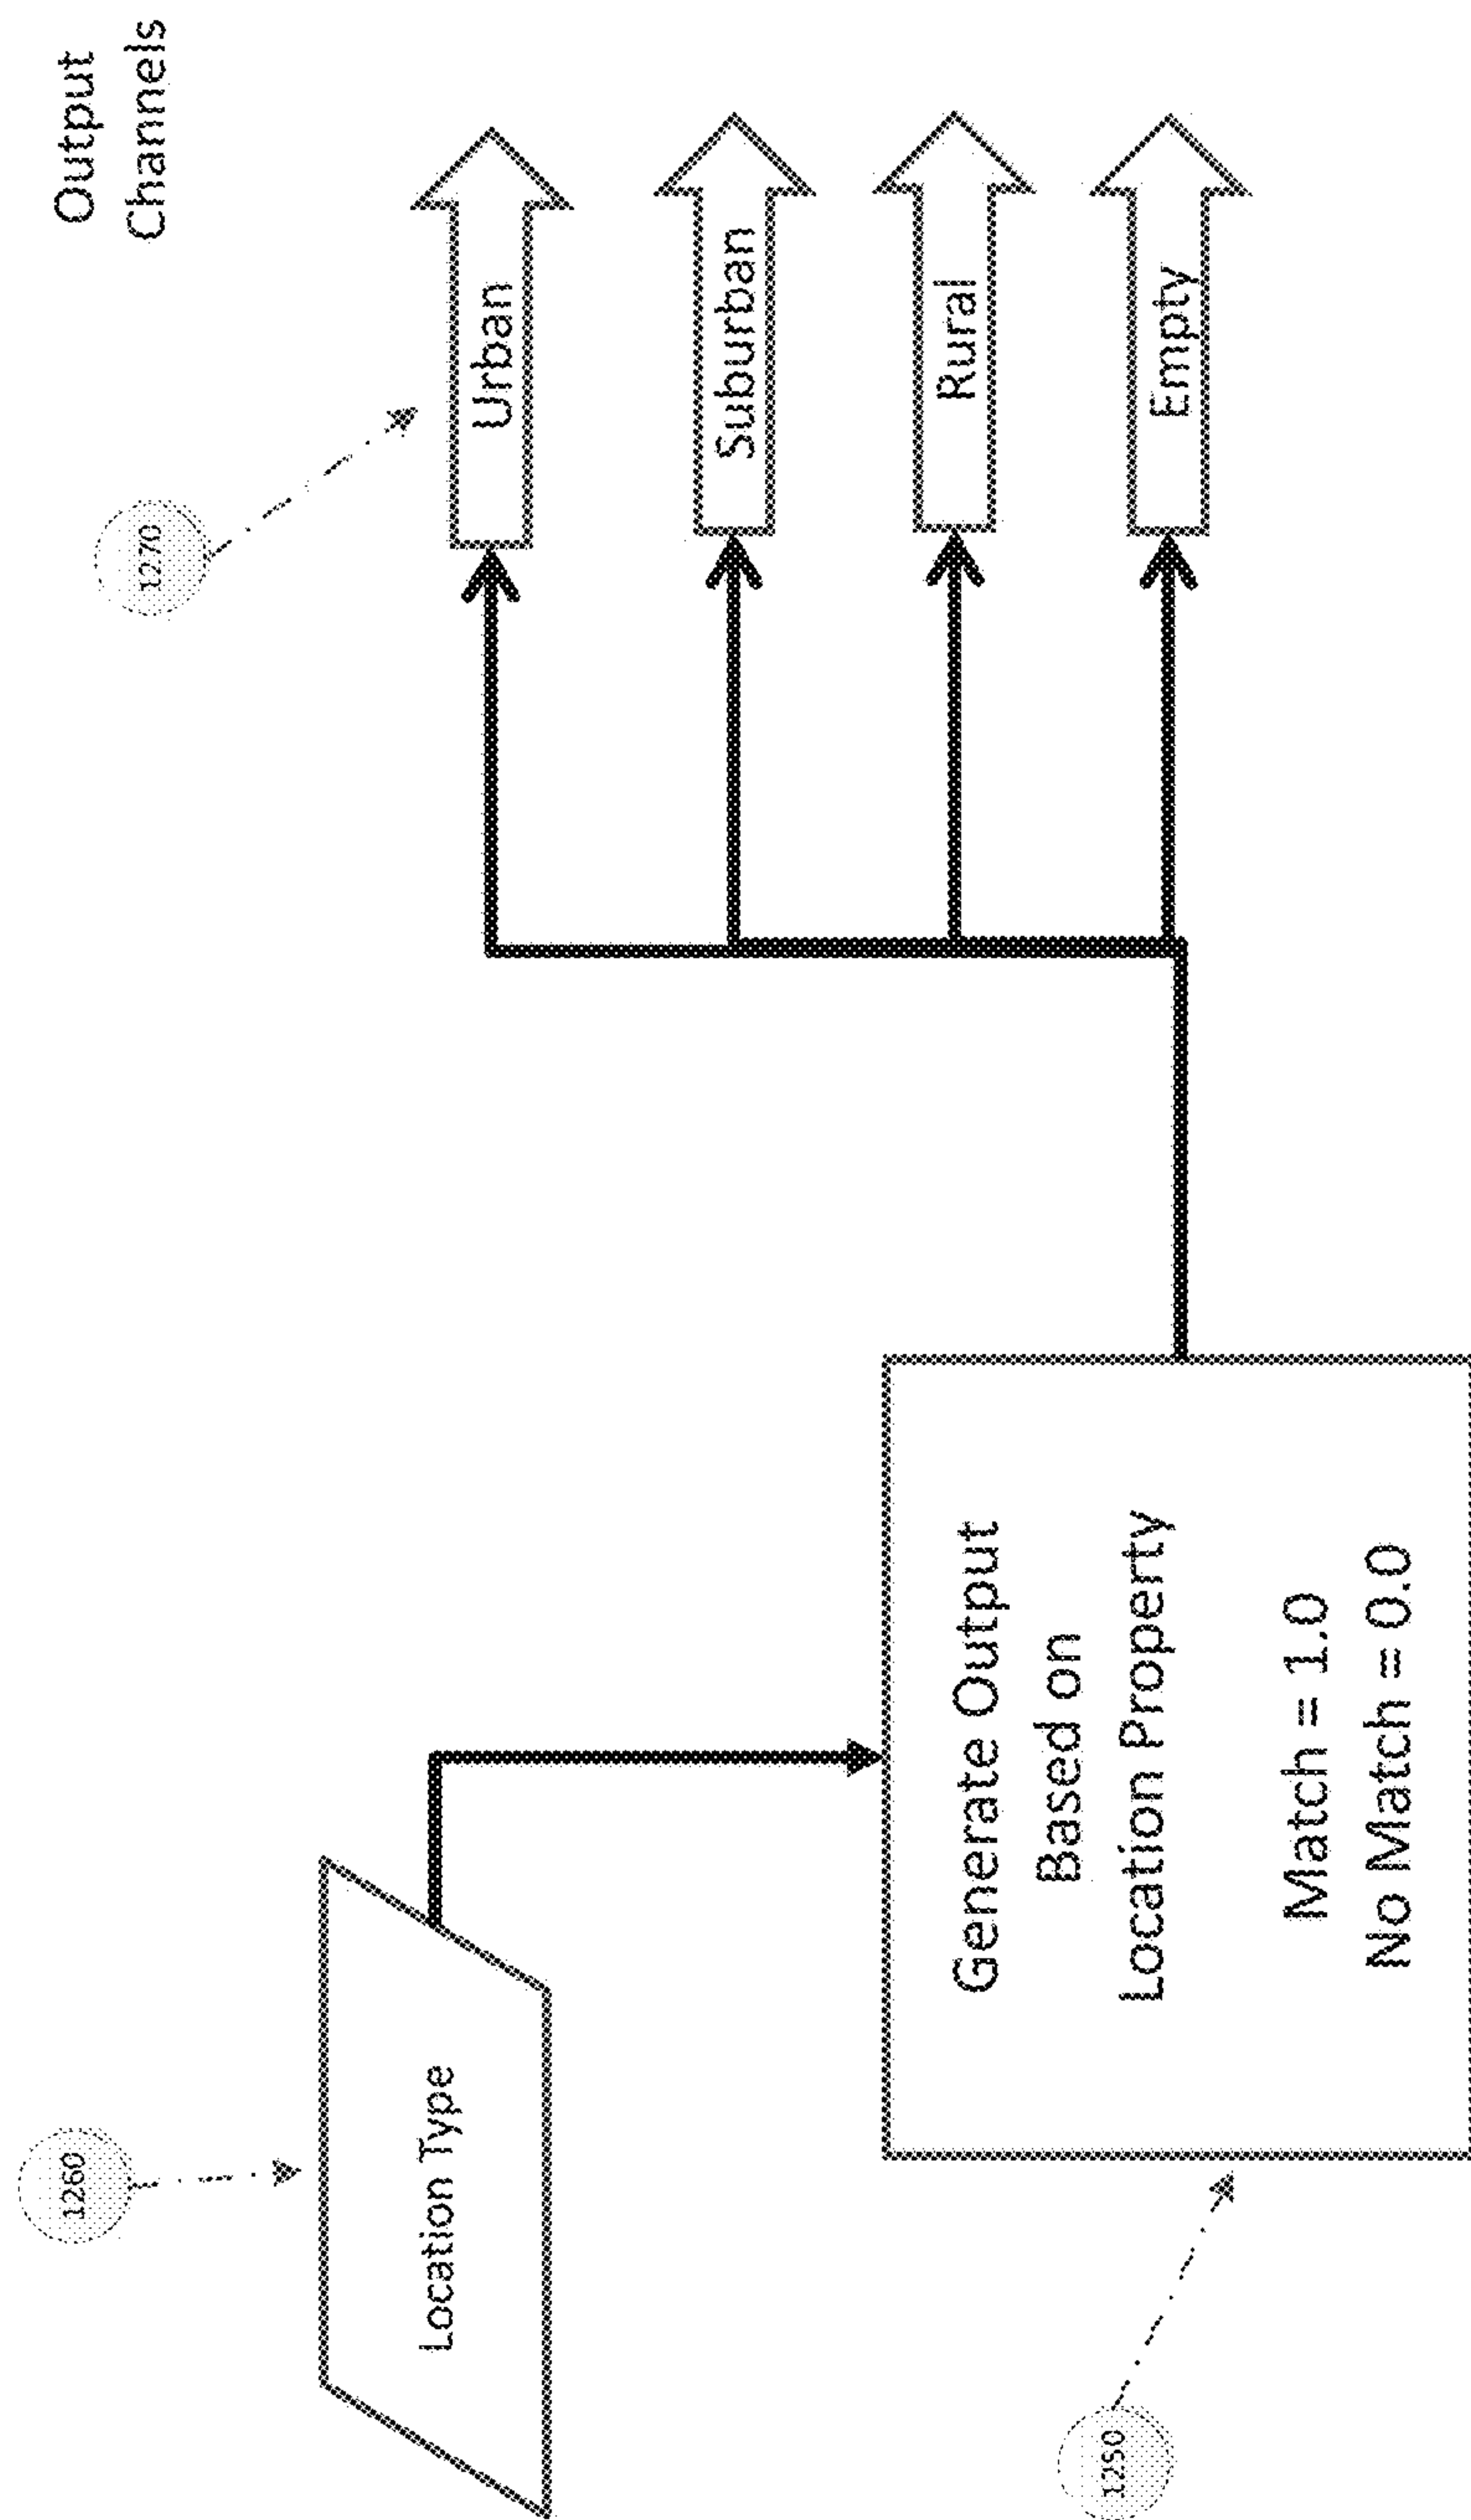 Output
Channels
1260
1270
Location Type
Urban
Suburban
Rural
Empty
1250
Generate Output
Based on
Location Property
Match = 1.0
No Match = 0.0